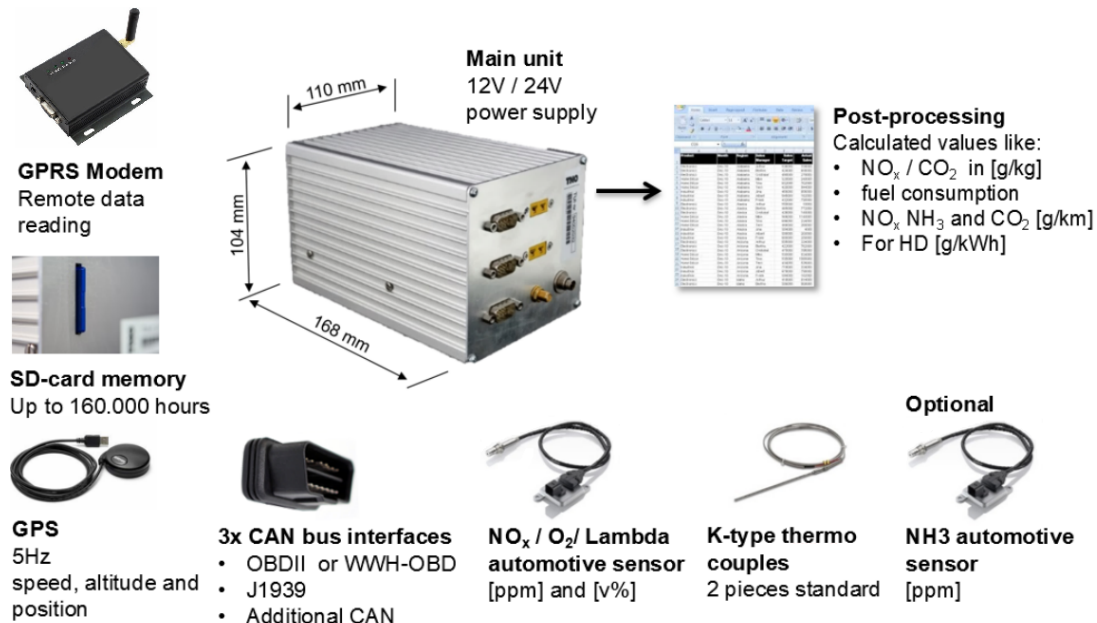 110 mm
104 mm
168 mm
Main unit
12V / 24V
power supply
GPRS Modem
Remote data
reading
TNO
Post-processing
Calculated values like:
• NOₓ / CO₂ in [g/kg]
• fuel consumption
• NOₓ NH₃ and CO₂ [g/km]
• For HD [g/kWh]
SD-card memory
Up to 160.000 hours
GPS
5Hz
speed, altitude and
position
3x CAN bus interfaces
• OBDII or WWH-OBD
• J1939
• Additional CAN
NOₓ / O₂/ Lambda
automotive sensor
[ppm] and [v%]
K-type thermo
couples
2 pieces standard
Optional
NH3 automotive
sensor
[ppm]